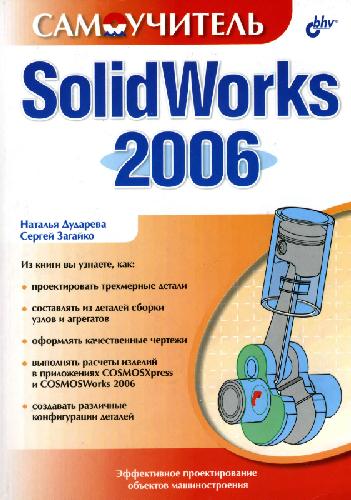 САМОУЧИТЕЛЬ
bhv®
SolidWorks
2006
Наталья Дударева
Сергей Загайко
Из книги вы узнаете, как:
проектировать трехмерные детали
составлять из деталей сборки
узлов и агрегатов
оформлять качественные чертежи
выполнять расчеты изделий
в приложениях COSMOSXpress
и COSMOSWorks 2006
создавать различные
конфигурации деталей
Эффективное проектирование
объектов машиностроения